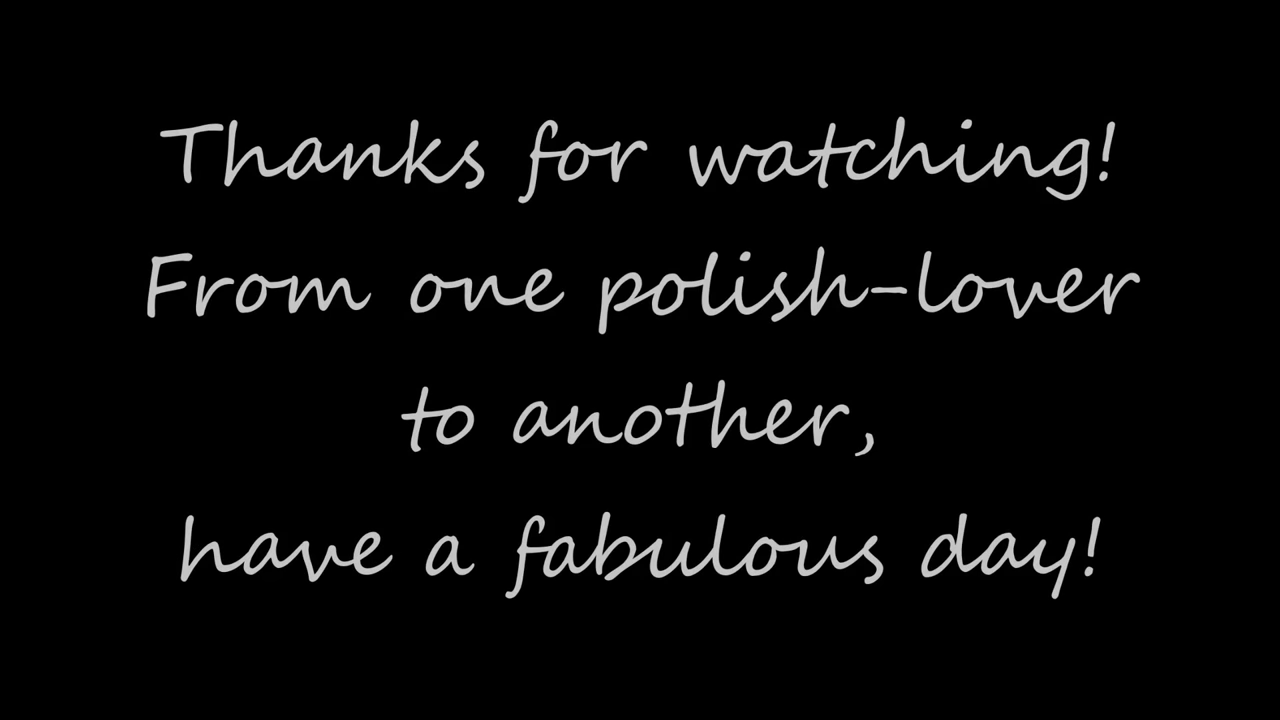 Thanks for watching!
From one polish-lover
to another,
have a fabulous day!